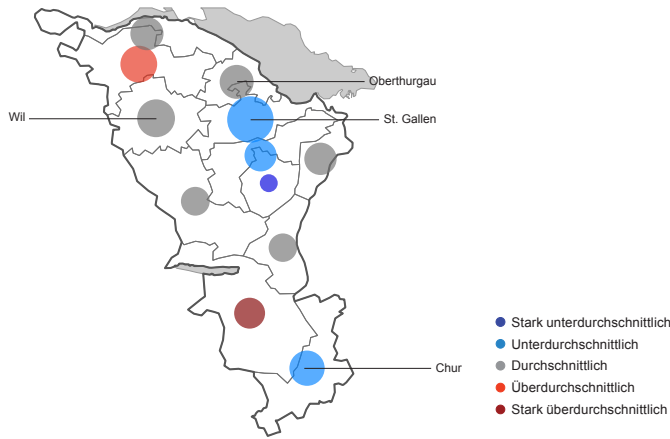 Oberthurgau
Wil
St. Gallen
Chur
Stark unterdurchschnittlich
Unterdurchschnittlich
Durchschnittlich
Überdurchschnittlich
Stark überdurchschnittlich